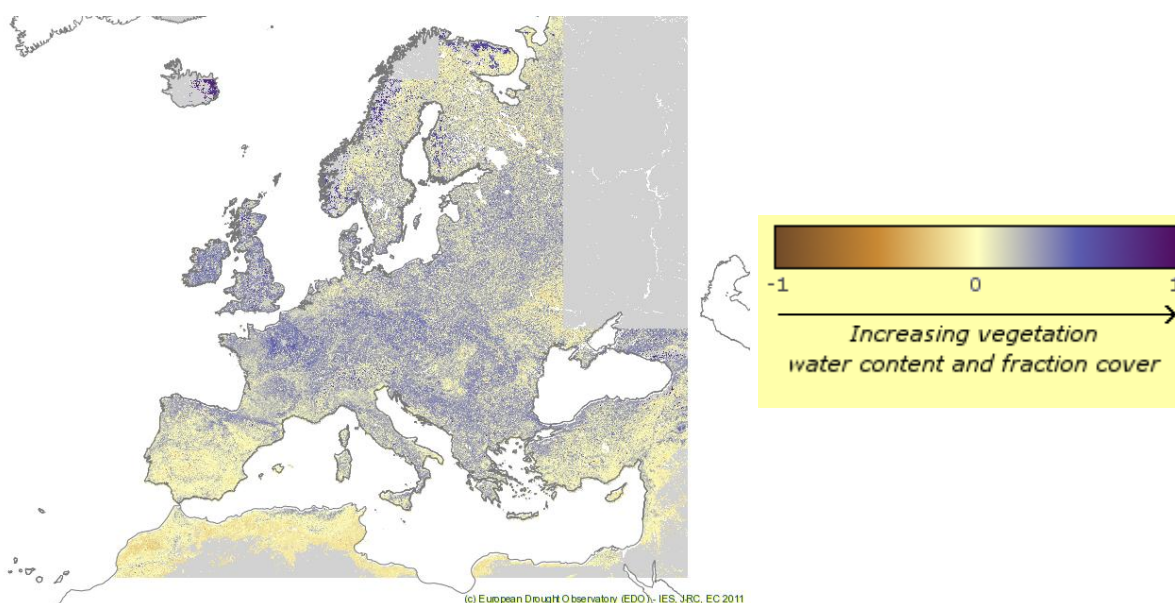 -1 0 1
Increasing vegetation
water content and fraction cover
(c) European Drought Observatory (EDO) - IES, JRC, EC 2011